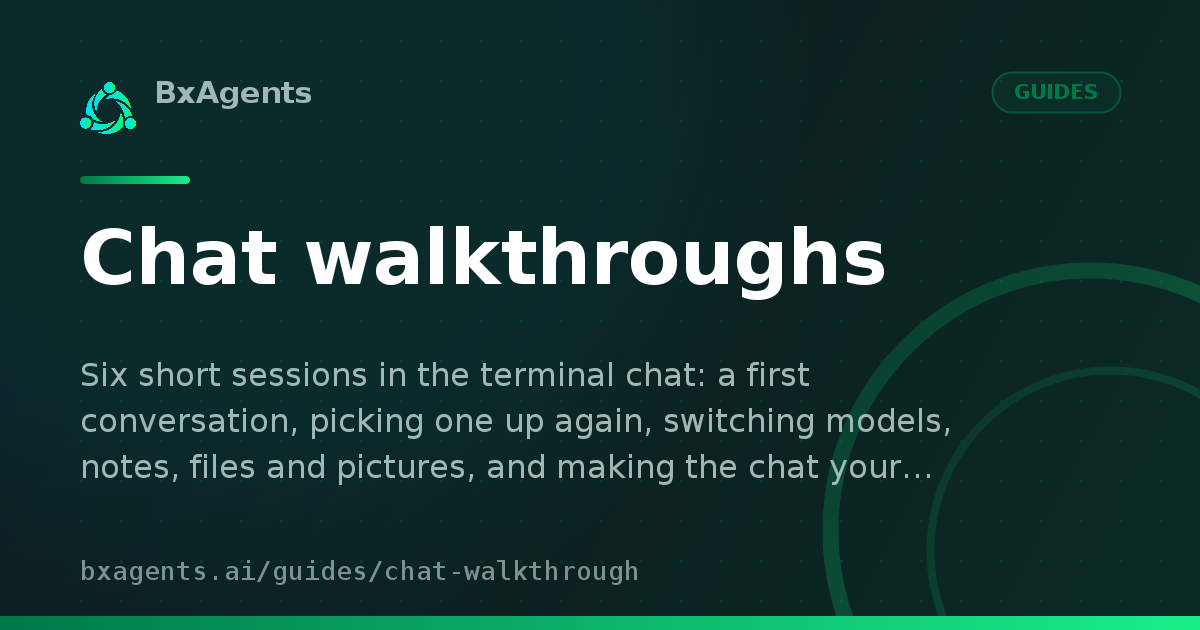 BxAgents
GUIDES
Chat walkthroughs
Six short sessions in the terminal chat: a first
conversation, picking one up again, switching models,
notes, files and pictures, and making the chat your…
bxagents.ai/guides/chat-walkthrough